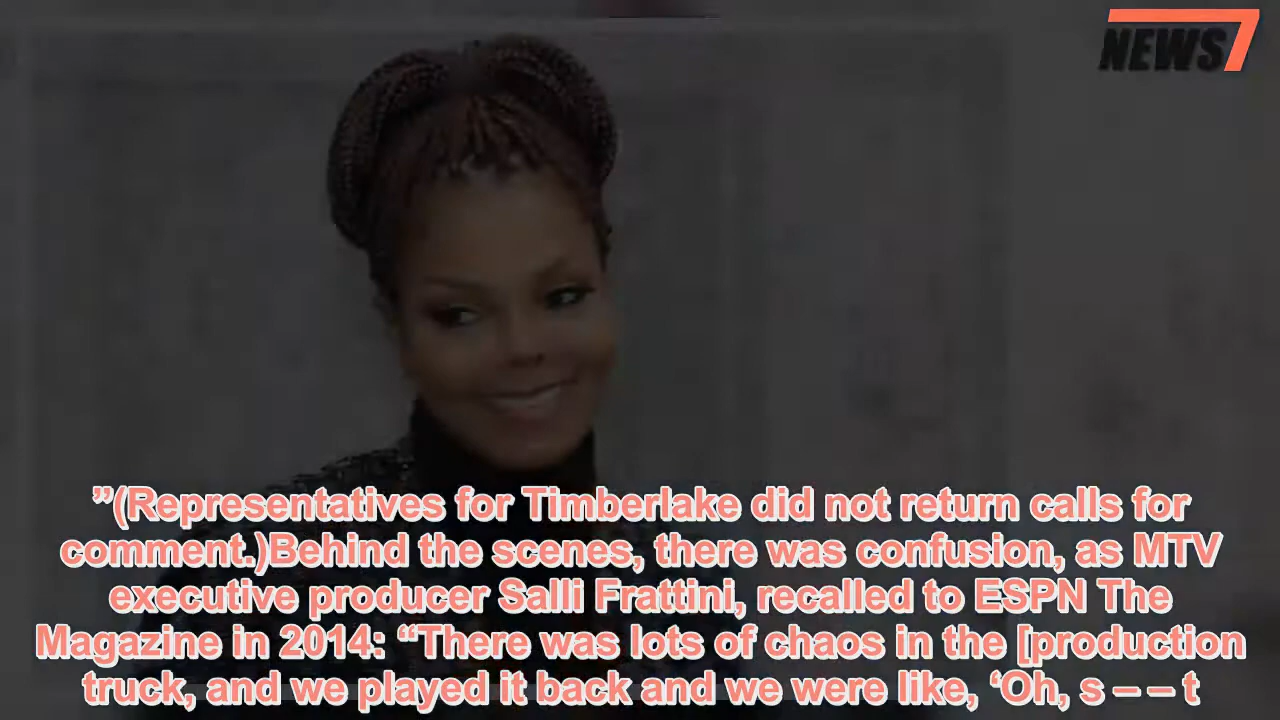 NEWS7
”(Representatives for Timberlake did not return calls for
comment.)Behind the scenes, there was confusion, as MTV
executive producer Salli Frattini, recalled to ESPN The
Magazine in 2014: “There was lots of chaos in the [production
truck, and we played it back and we were like, ‘Oh, s – – t